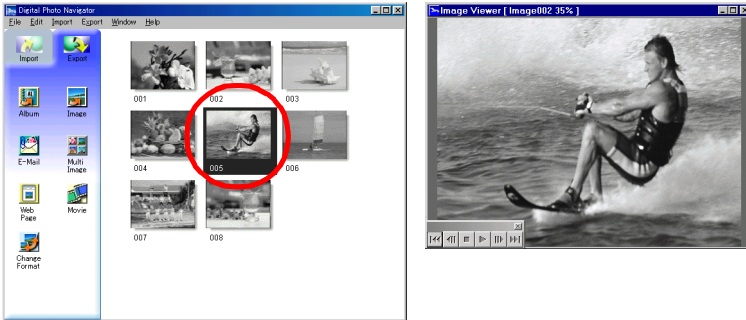 Digital Photo Navigator
File Edit Import Export Window Help
Import Export
001 002 003
Album Image
004 005 006
E-Mail Multi Image
007 008
Web Page Movie
Change Format
Image Viewer [ Image002 35% ]